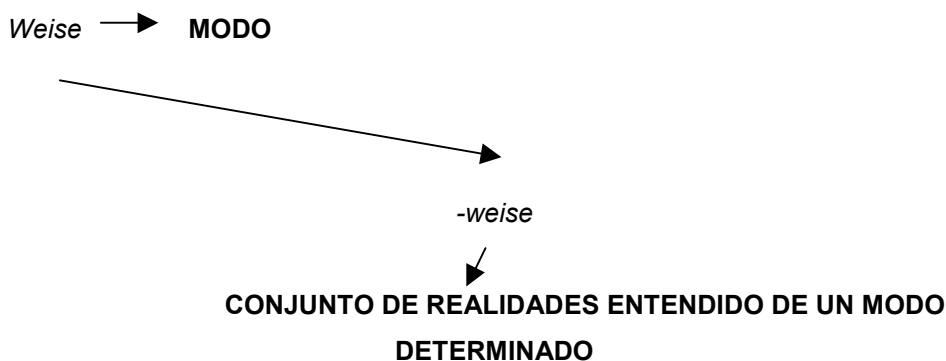 Weise MODO
-weise
CONJUNTO DE REALIDADES ENTENDIDO DE UN MODO
DETERMINADO